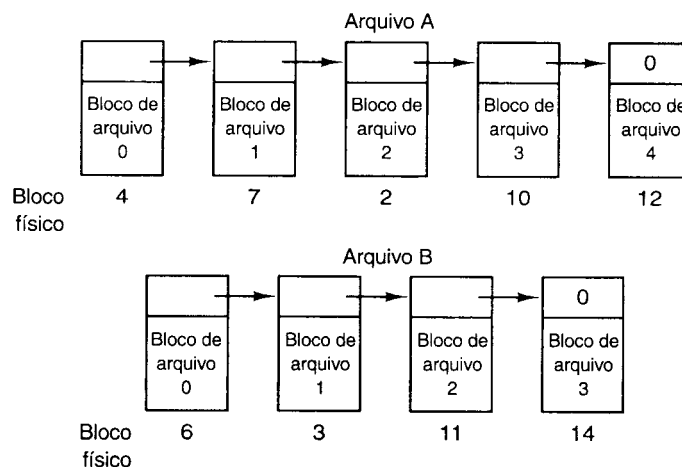 Arquivo A
0
Bloco de arquivo 0
Bloco de arquivo 1
Bloco de arquivo 2
Bloco de arquivo 3
Bloco de arquivo 4
Bloco físico
4 7 2 10 12
Arquivo B
0
Bloco de arquivo 0
Bloco de arquivo 1
Bloco de arquivo 2
Bloco de arquivo 3
Bloco físico
6 3 11 14